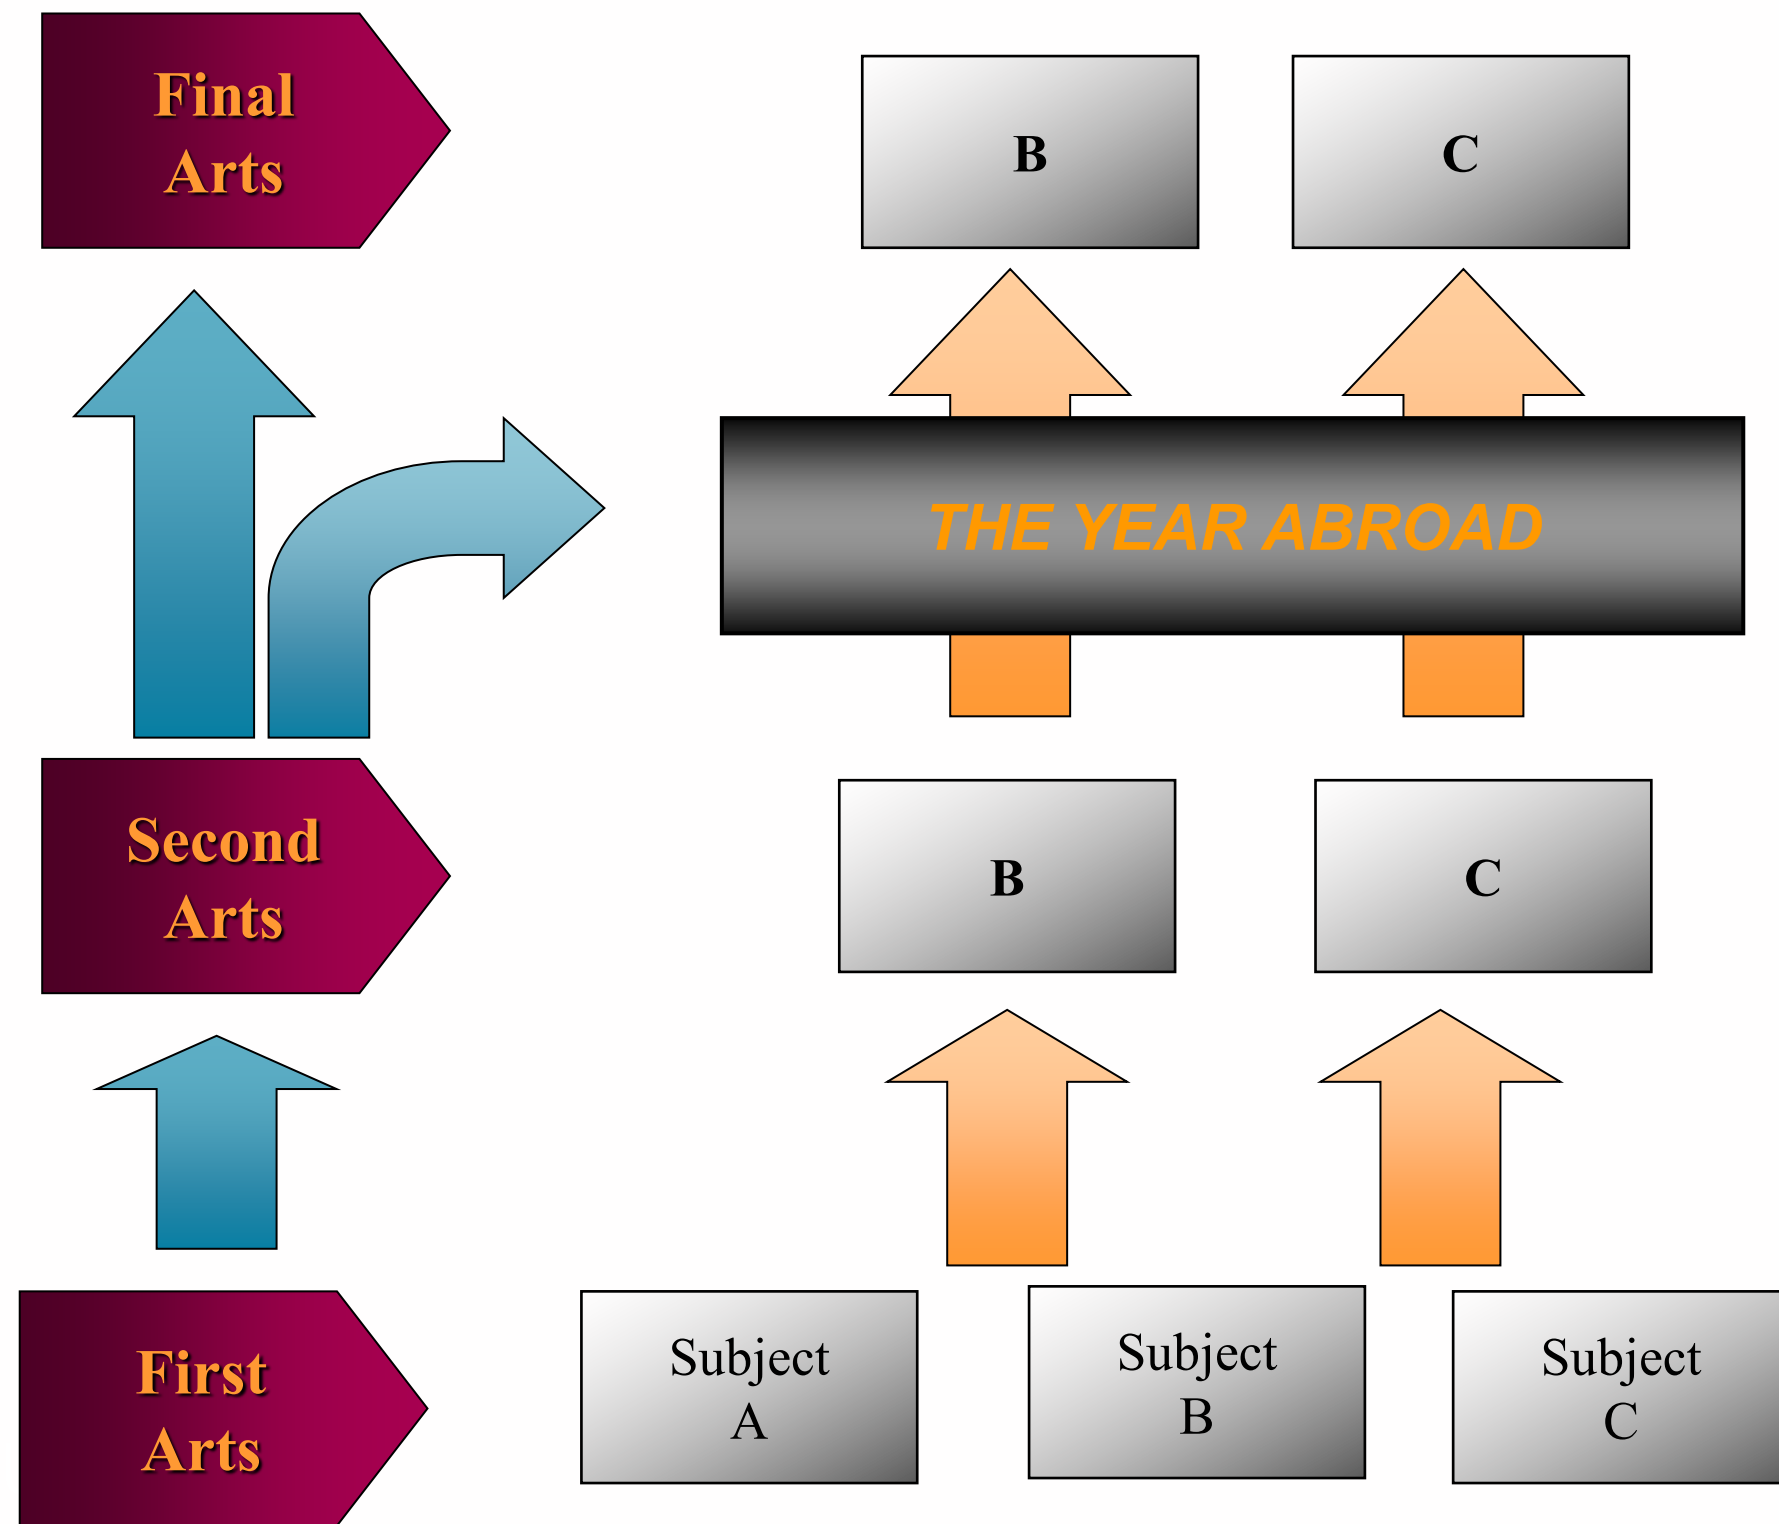 Final
Arts
B
C
THE YEAR ABROAD
Second
Arts
B
C
First
Arts
Subject
A
Subject
B
Subject
C